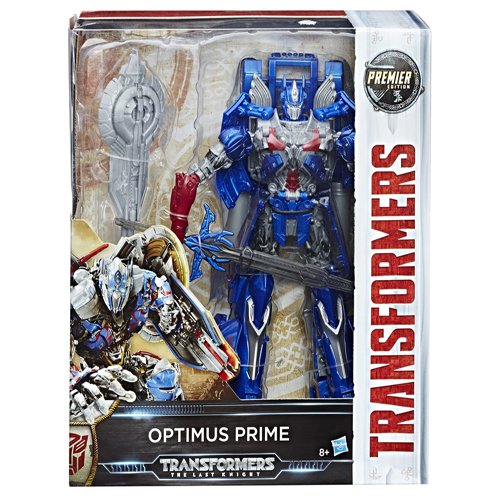 PREMIER
EDITION
TRANSFORMERS
OPTIMUS PRIME
TRANSFORMERS
THE LAST KNIGHT
8+
Hasbro